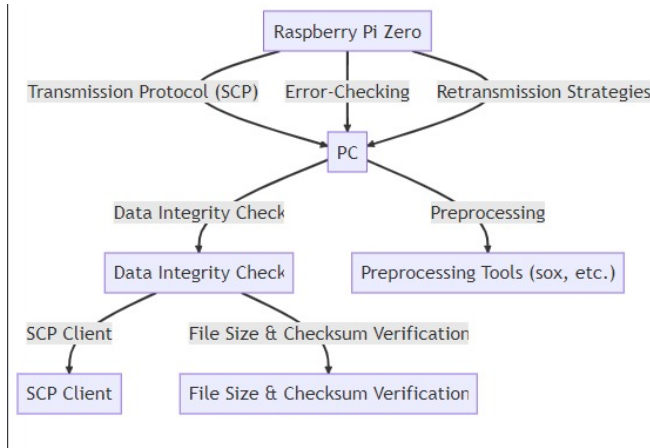 Raspberry Pi Zero
Transmission Protocol (SCP)
Error-Checking
Retransmission Strategies
PC
Data Integrity Check
Preprocessing
Data Integrity Check
Preprocessing Tools (sox, etc.)
SCP Client
File Size & Checksum Verification
SCP Client
File Size & Checksum Verification